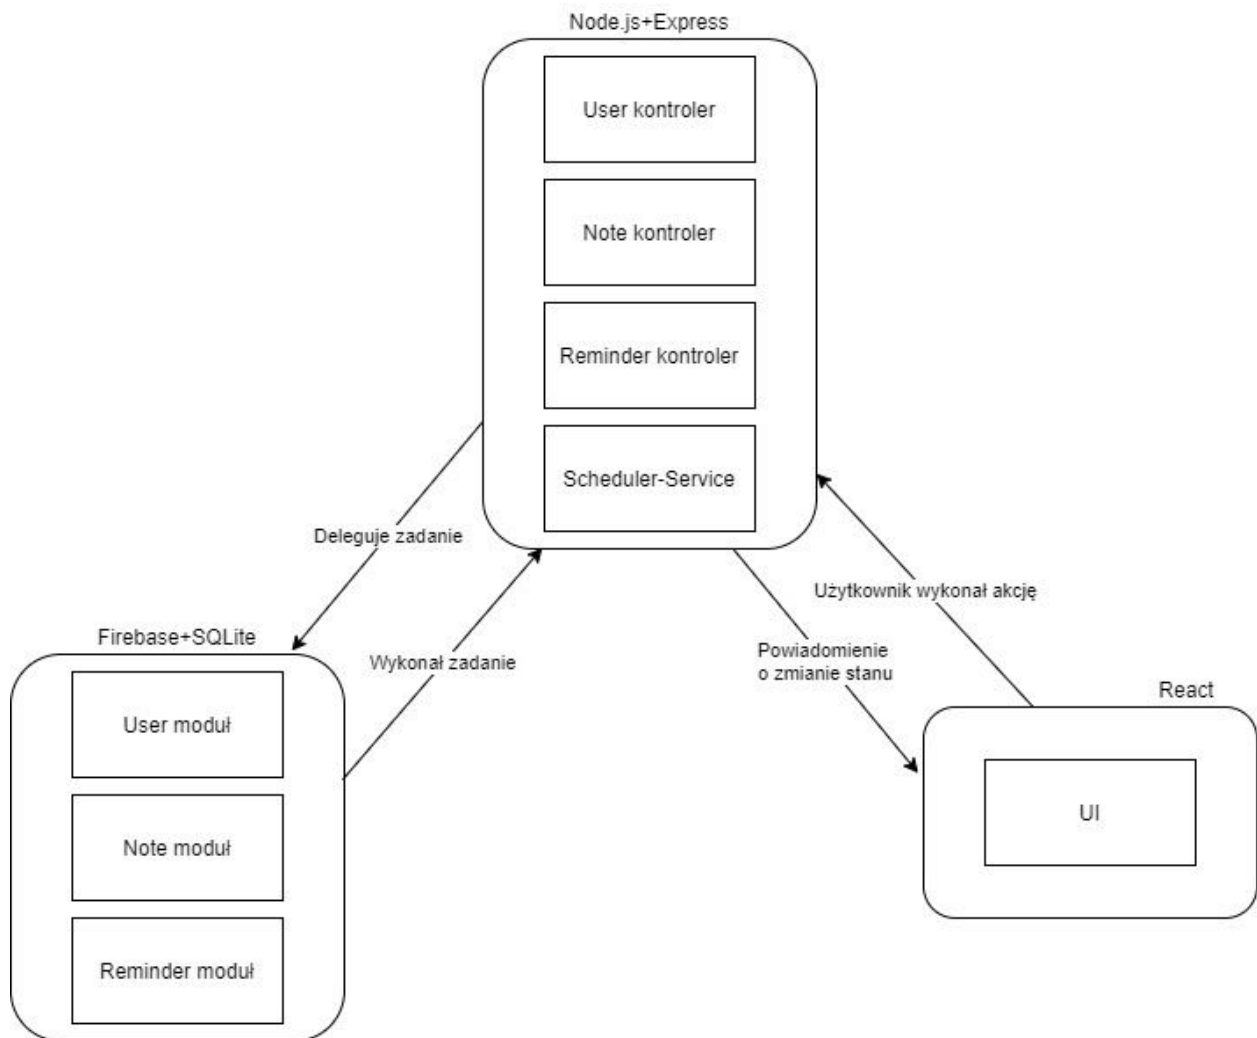 Node.js+Express
User kontroler
Note kontroler
Reminder kontroler
Scheduler-Service
Deleguje zadanie
Wykonał zadanie
Użytkownik wykonał akcję
Powiadomienie
o zmianie stanu
Firebase+SQLite
User moduł
Note moduł
Reminder moduł
React
UI